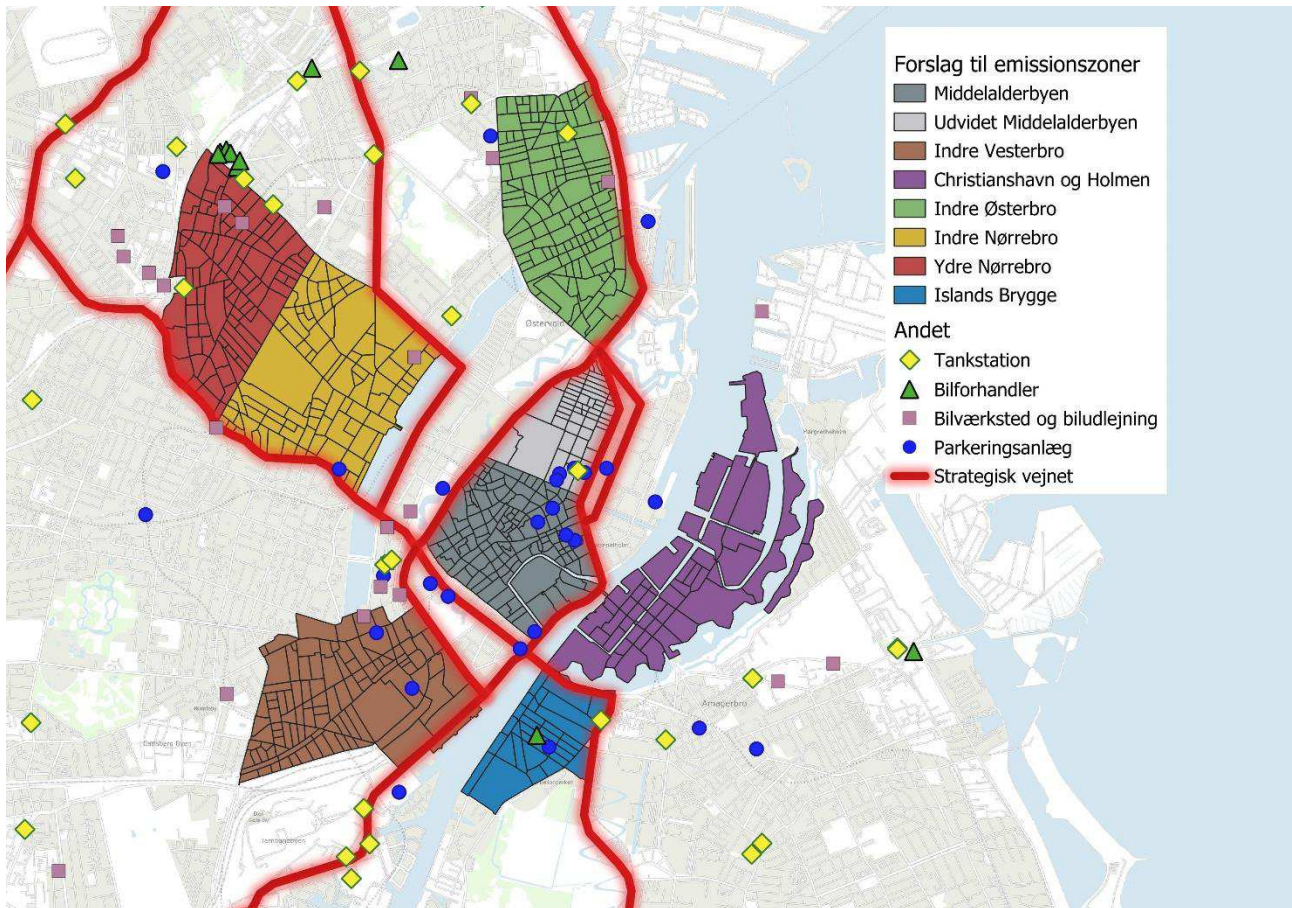 Forslag til emissionszoner
Middelalderbyen
Udvidet Middelalderbyen
Indre Vesterbro
Christianshavn og Holmen
Indre Østerbro
Indre Nørrebro
Ydre Nørrebro
Islands Brygge
Andet
Tankstation
Bilforhandler
Bilværksted og biludlejning
Parkeringsanlæg
Strategisk vejnet
Østervold
Margretheholm
Amagerbro